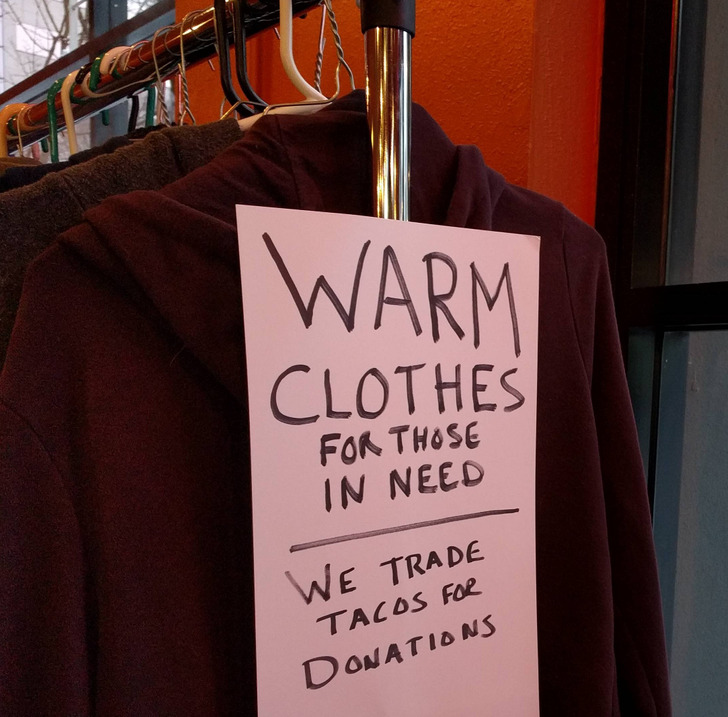 WARM
CLOTHES
FOR THOSE
IN NEED
WE TRADE
TACOS FOR
DONATIONS